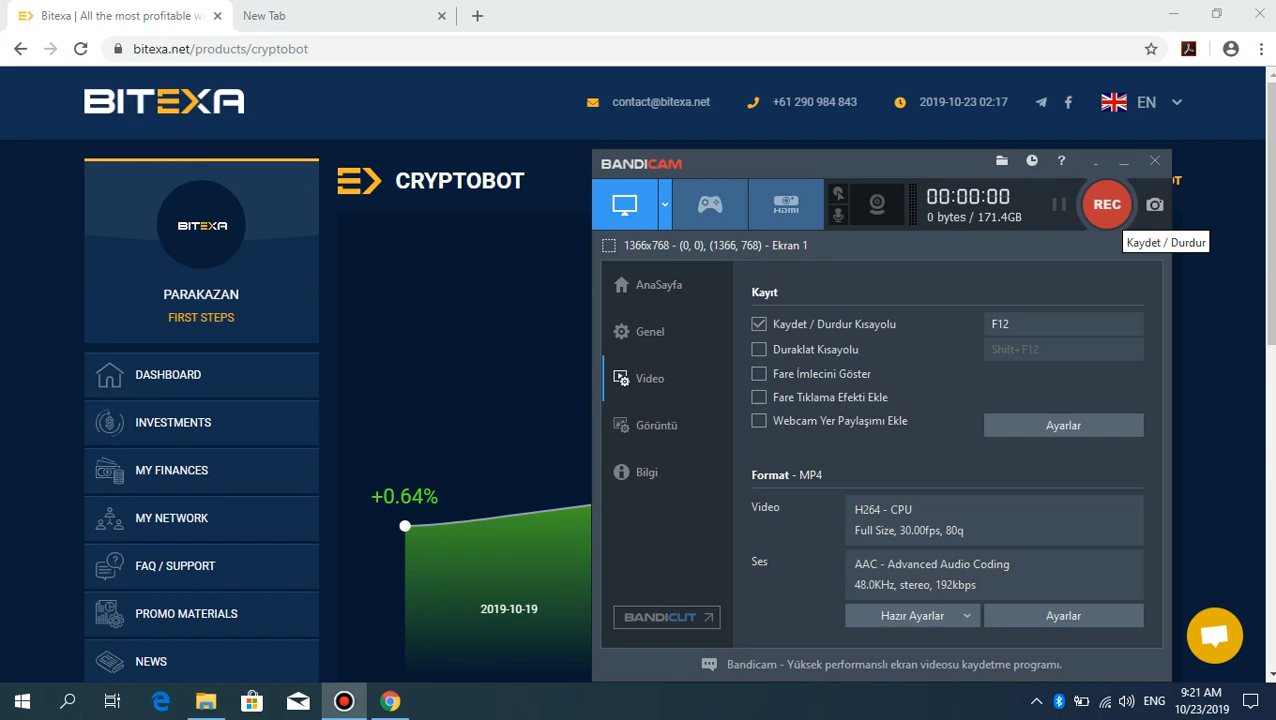 Bitexa | All the most profitable w
New Tab
bitexa.net/products/cryptobot
BITEXA
contact@bitexa.net
+61 290 984 843
2019-10-23 02:17
EN
BITEXA
PARAKAZAN
FIRST STEPS
DASHBOARD
INVESTMENTS
MY FINANCES
MY NETWORK
FAQ / SUPPORT
PROMO MATERIALS
NEWS
CRYPTOBOT
+0.64%
2019-10-19
BANDICAM
?
HDMI
00:00:00
0 bytes / 171.4GB
REC
Kaydet / Durdur
1366x768 - (0, 0), (1366, 768) - Ekran 1
AnaSayfa
Genel
Video
Görüntü
Bilgi
BANDICUT
Kayıt
Kaydet / Durdur Kısayolu
F12
Duraklat Kısayolu
Shift+F12
Fare İmlecini Göster
Fare Tıklama Efekti Ekle
Webcam Yer Paylaşımı Ekle
Ayarlar
Format - MP4
Video
H264 - CPU
Full Size, 30.00fps, 80q
Ses
AAC - Advanced Audio Coding
48.0KHz, stereo, 192kbps
Hazır Ayarlar
Ayarlar
Bandicam - Yüksek performanslı ekran videosu kaydetme programı.
ENG
9:21 AM
10/23/2019